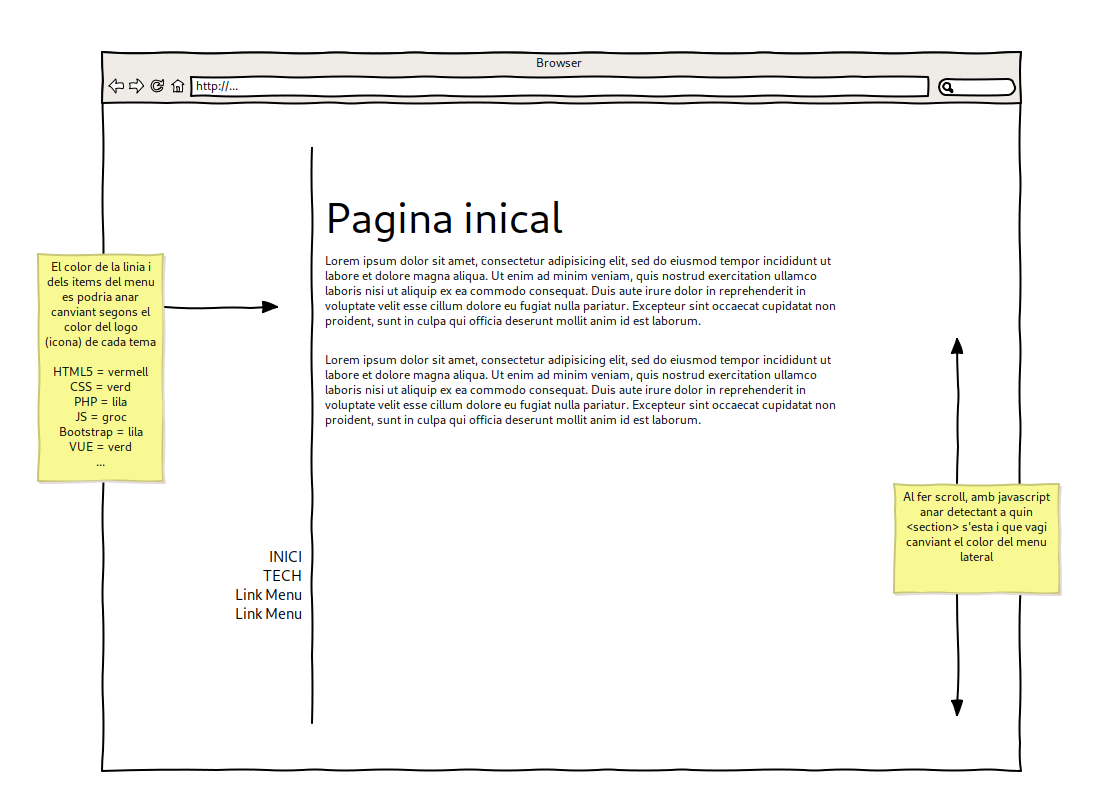 Browser
http://...
Pagina inical
Lorem ipsum dolor sit amet, consectetur adipisicing elit, sed do eiusmod tempor incididunt ut
labore et dolore magna aliqua. Ut enim ad minim veniam, quis nostrud exercitation ullamco
laboris nisi ut aliquip ex ea commodo consequat. Duis aute irure dolor in reprehenderit in
voluptate velit esse cillum dolore eu fugiat nulla pariatur. Excepteur sint occaecat cupidatat non
proident, sunt in culpa qui officia deserunt mollit anim id est laborum.
Lorem ipsum dolor sit amet, consectetur adipisicing elit, sed do eiusmod tempor incididunt ut
labore et dolore magna aliqua. Ut enim ad minim veniam, quis nostrud exercitation ullamco
laboris nisi ut aliquip ex ea commodo consequat. Duis aute irure dolor in reprehenderit in
voluptate velit esse cillum dolore eu fugiat nulla pariatur. Excepteur sint occaecat cupidatat non
proident, sunt in culpa qui officia deserunt mollit anim id est laborum.
El color de la linia i
dels items del menu
es podria anar
canviant segons el
color del logo
(icona) de cada tema
HTML5 = vermell
CSS = verd
PHP = lila
JS = groc
Bootstrap = lila
VUE = verd
...
Al fer scroll, amb javascript
anar detectant a quin
<section> s'esta i que vagi
canviant el color del menu
lateral
INICI
TECH
Link Menu
Link Menu